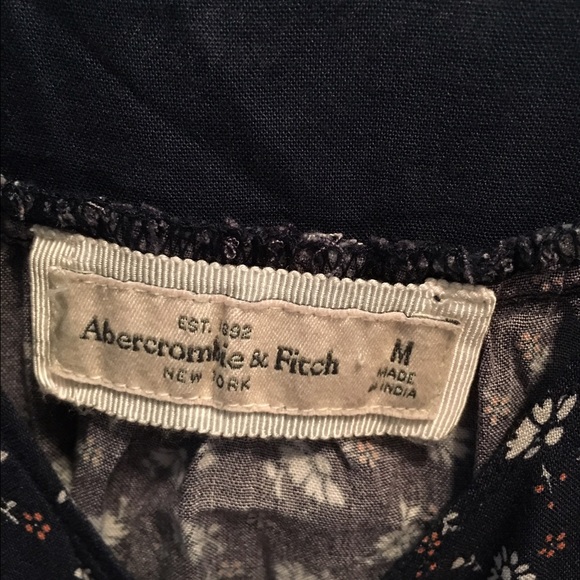 EST. 1892
Abercrombie & Fitch
NEW YORK
M
MADE
IN INDIA